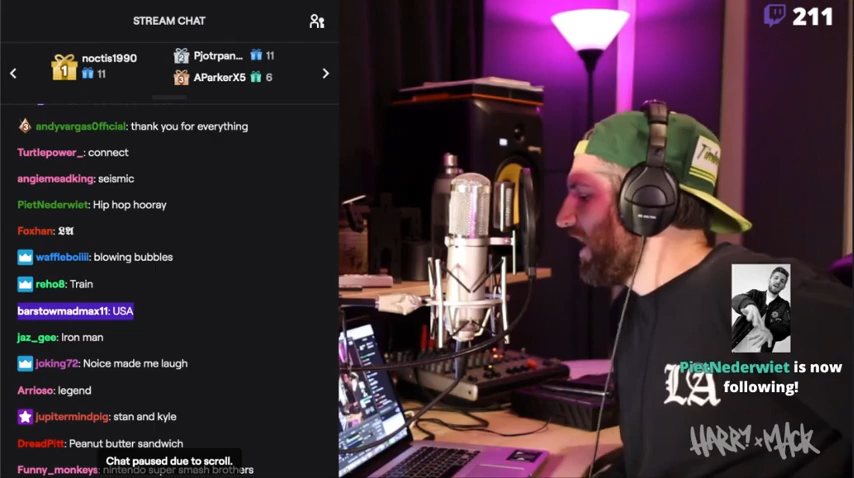 STREAM CHAT
211
noctis1990
11
Pjotrpan... 11
AParkerX5 6
andyvargas0ffcial: thank you for everything
Turtlepower_: connect
angiemeadking: seismic
PietNederwiet: Hip hop hooray
Foxhan: 𝕷𝕬
waffleboiiii: blowing bubbles
reho8: Train
barstowmadmax11: USA
jaz_gee: Iron man
joking72: Noice made me laugh
Arrioso: legend
jupitermindpig: stan and kyle
DreadPitt: Peanut butter sandwich
Chat paused due to scroll.
Funny_monkeys: nintendo super smash brothers
PietNederwiet is now
following!
LA
HARRY x MACK